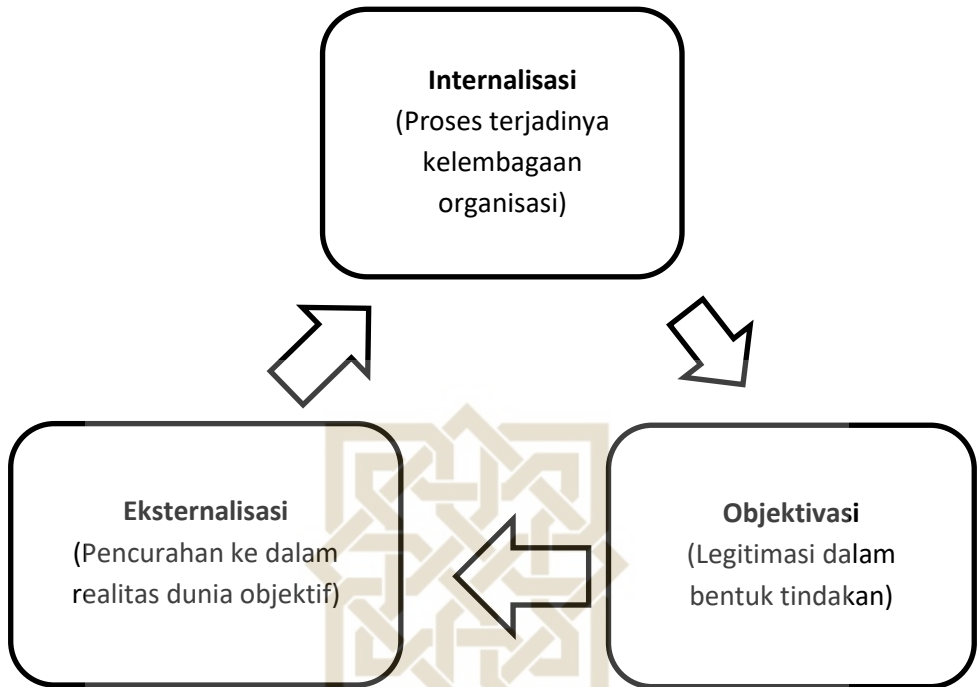 Internalisasi
(Proses terjadinya
kelembagaan
organisasi)
Eksternalisasi
(Pencurahan ke dalam
realitas dunia objektif)
Objektivasi
(Legitimasi dalam
bentuk tindakan)